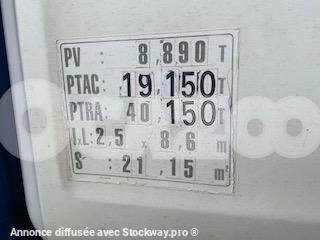 PV : 8,890 T
PTAC: 19,150 T
PTRA: 40,150 T
lxL: 2,5 x 8,6 m
S : 21,15 m²
Annonce diffusée avec Stockway.pro ®